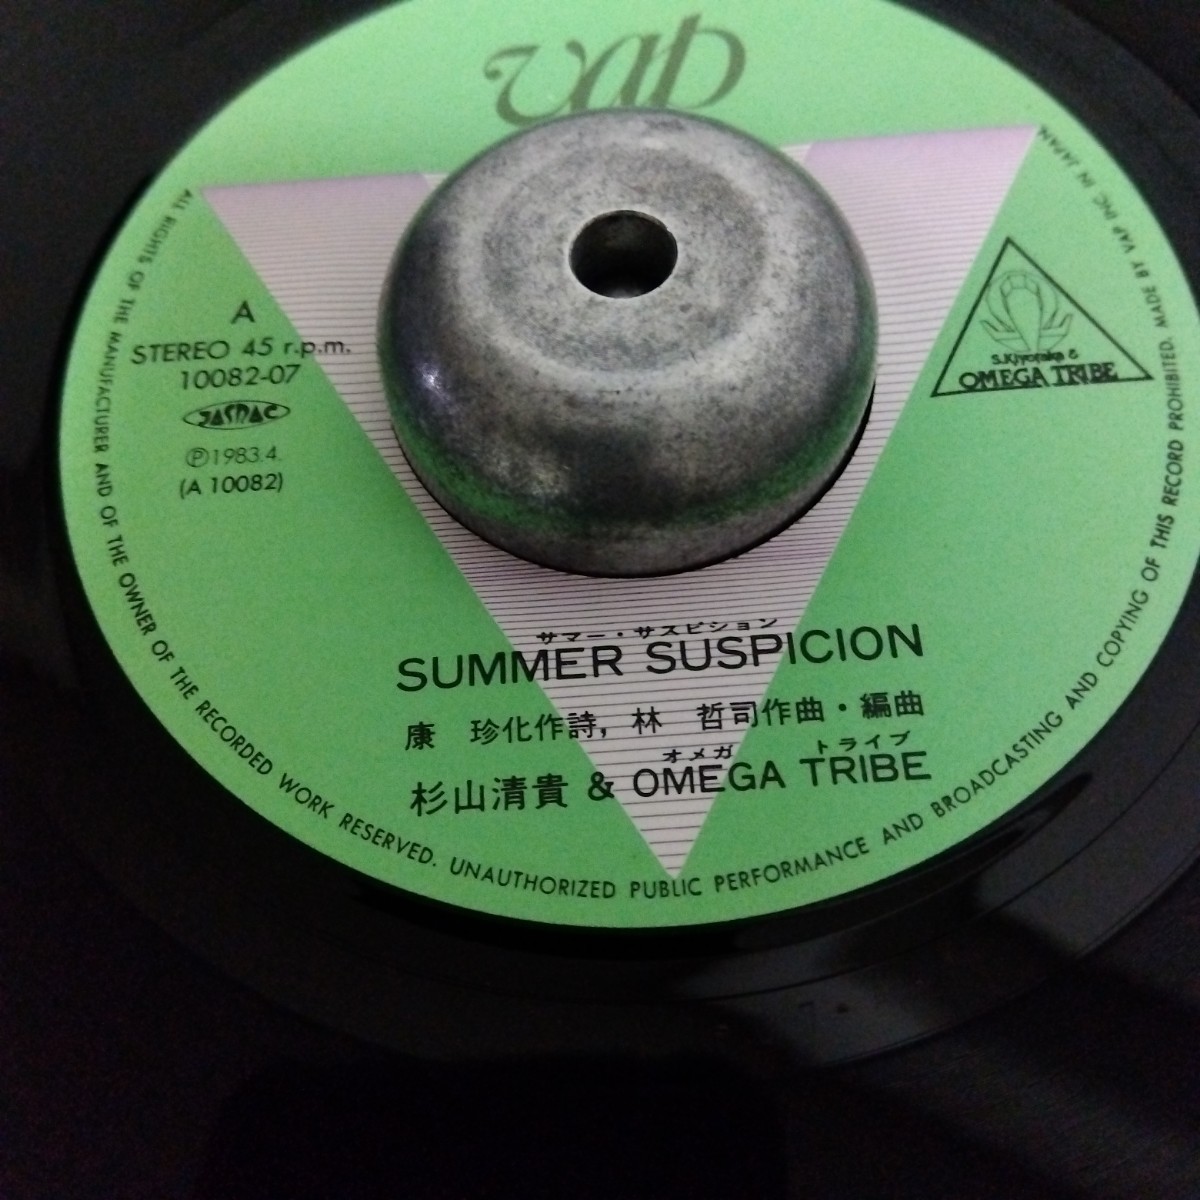 vap
A
STEREO 45 r.p.m.
10082-07
JASRAC
Ⓟ1983.4.
(A 10082)
S.Kiyotaka &
OMEGA TRIBE
サマー・サスピション
SUMMER SUSPICION
康 珍化作詩, 林 哲司作曲・編曲
オメガ トライブ
杉山清貴 & OMEGA TRIBE
ALL RIGHTS OF THE MANUFACTURER AND OF THE OWNER OF THE RECORDED WORK RESERVED. UNAUTHORIZED PUBLIC PERFORMANCE AND BROADCASTING AND COPYING OF THIS RECORD PROHIBITED. MADE BY VAP INC. IN JAPAN.